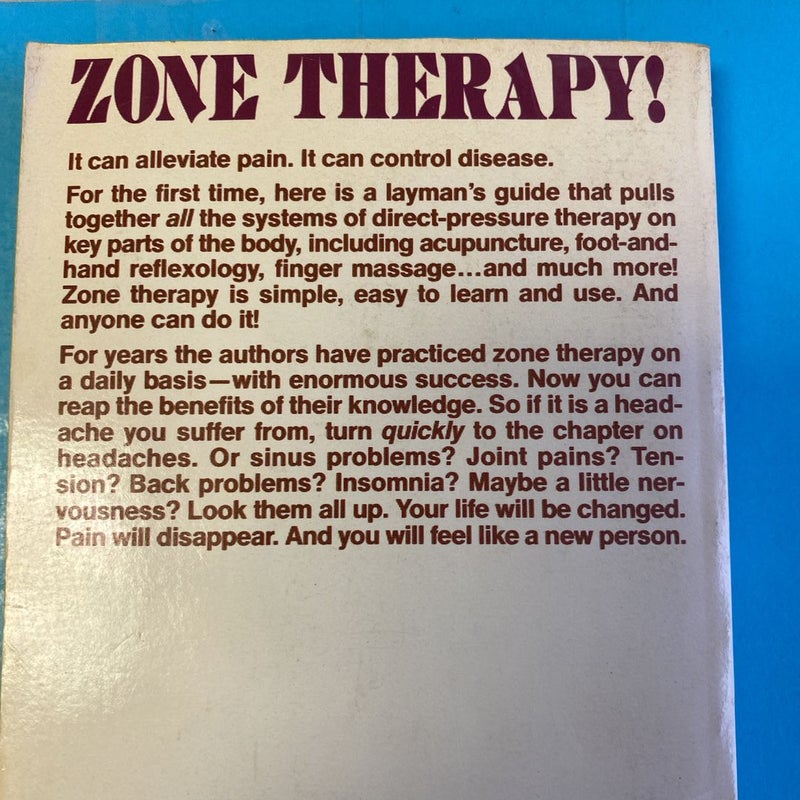 ZONE THERAPY!
It can alleviate pain. It can control disease.
For the first time, here is a layman's guide that pulls
together all the systems of direct-pressure therapy on
key parts of the body, including acupuncture, foot-and-
hand reflexology, finger massage...and much more!
Zone therapy is simple, easy to learn and use. And
anyone can do it!
For years the authors have practiced zone therapy on
a daily basis—with enormous success. Now you can
reap the benefits of their knowledge. So if it is a head-
ache you suffer from, turn quickly to the chapter on
headaches. Or sinus problems? Joint pains? Ten-
sion? Back problems? Insomnia? Maybe a little ner-
vousness? Look them all up. Your life will be changed.
Pain will disappear. And you will feel like a new person.